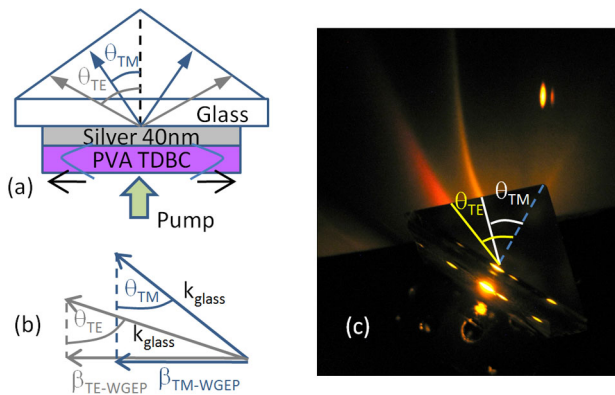 θTM
θTE
Glass
Silver 40nm
PVA TDBC
(a)
Pump
(b)
θTM
kglass
θTE
kglass
βTE-WGEP
βTM-WGEP
θTE
θTM
(c)